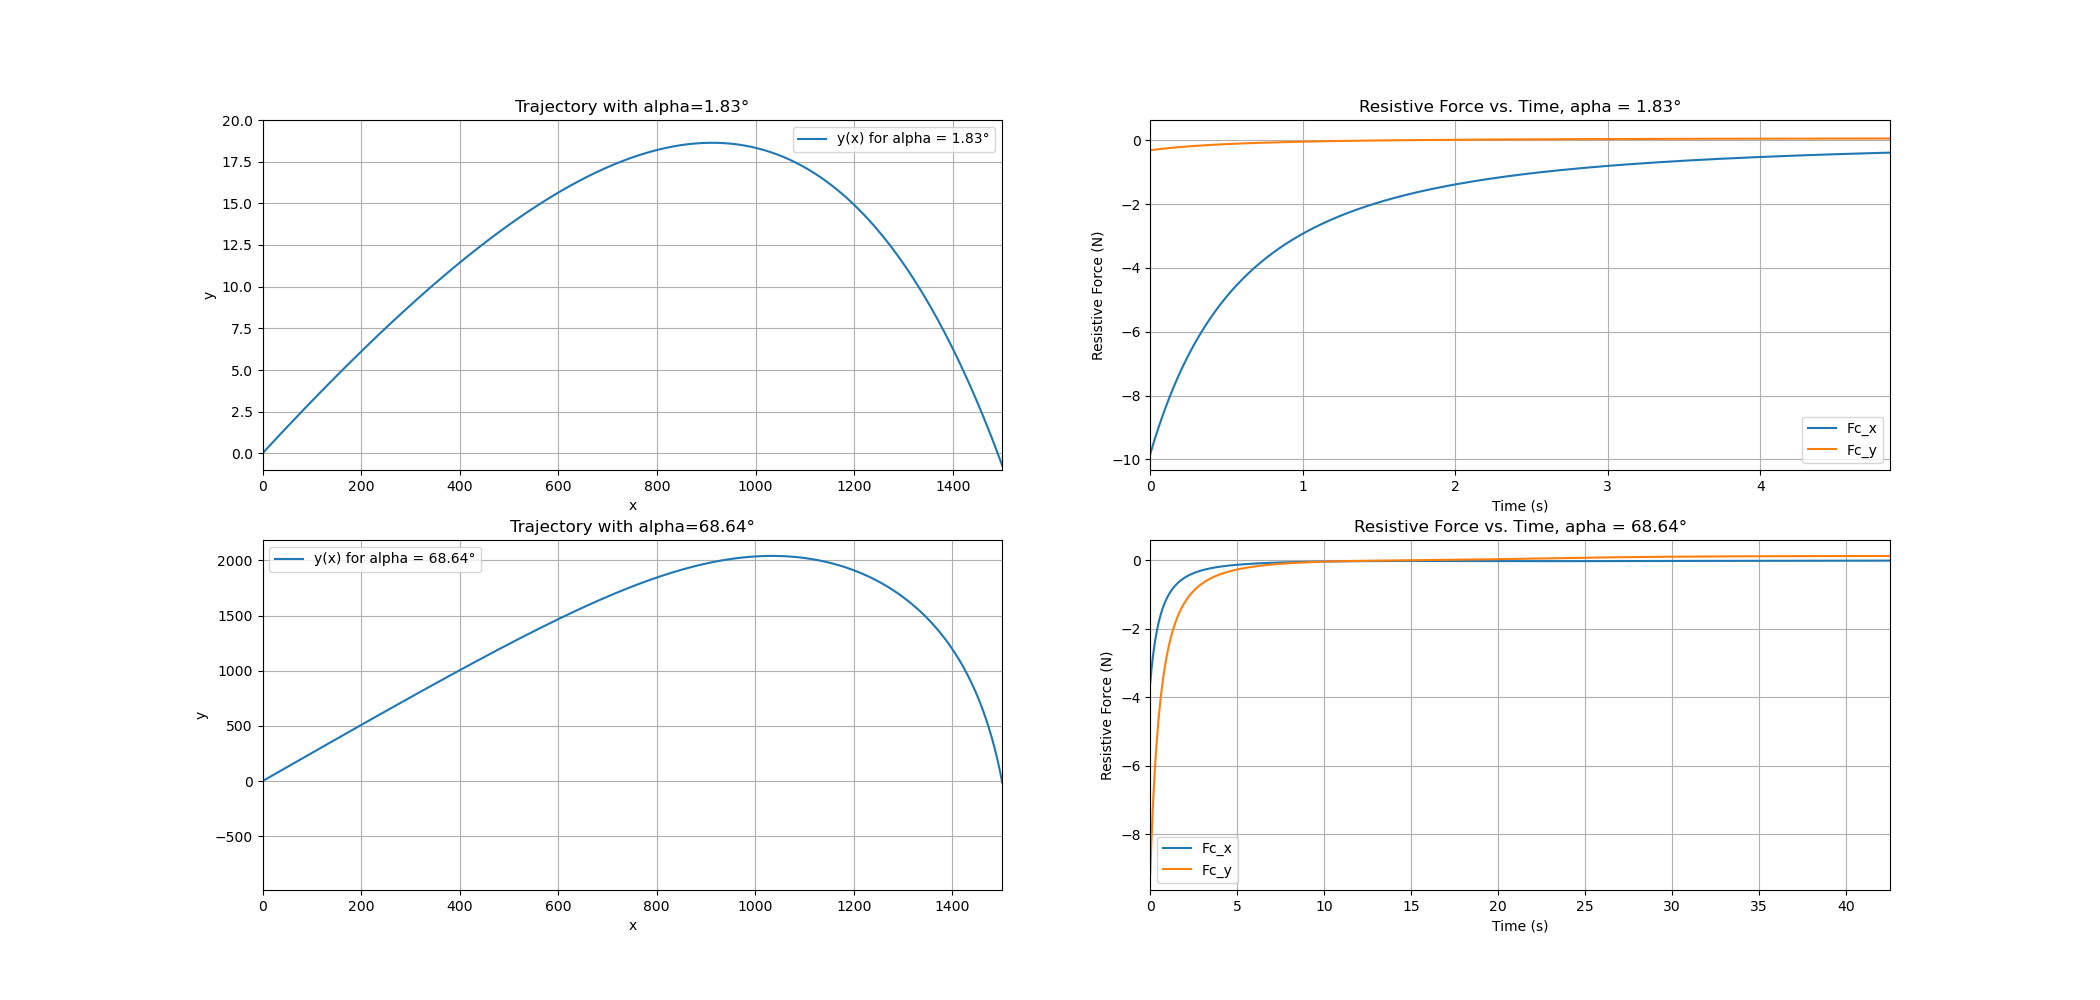 Trajectory with alpha=1.83°
y(x) for alpha = 1.83°
20.0
17.5
15.0
12.5
10.0
7.5
5.0
2.5
0.0
y
0 200 400 600 800 1000 1200 1400
x
Resistive Force vs. Time, apha = 1.83°
0
−2
−4
−6
−8
−10
Resistive Force (N)
Fc_x
Fc_y
0 1 2 3 4
Time (s)
Trajectory with alpha=68.64°
y(x) for alpha = 68.64°
2000
1500
1000
500
0
−500
y
0 200 400 600 800 1000 1200 1400
x
Resistive Force vs. Time, apha = 68.64°
0
−2
−4
−6
−8
Resistive Force (N)
Fc_x
Fc_y
0 5 10 15 20 25 30 35 40
Time (s)